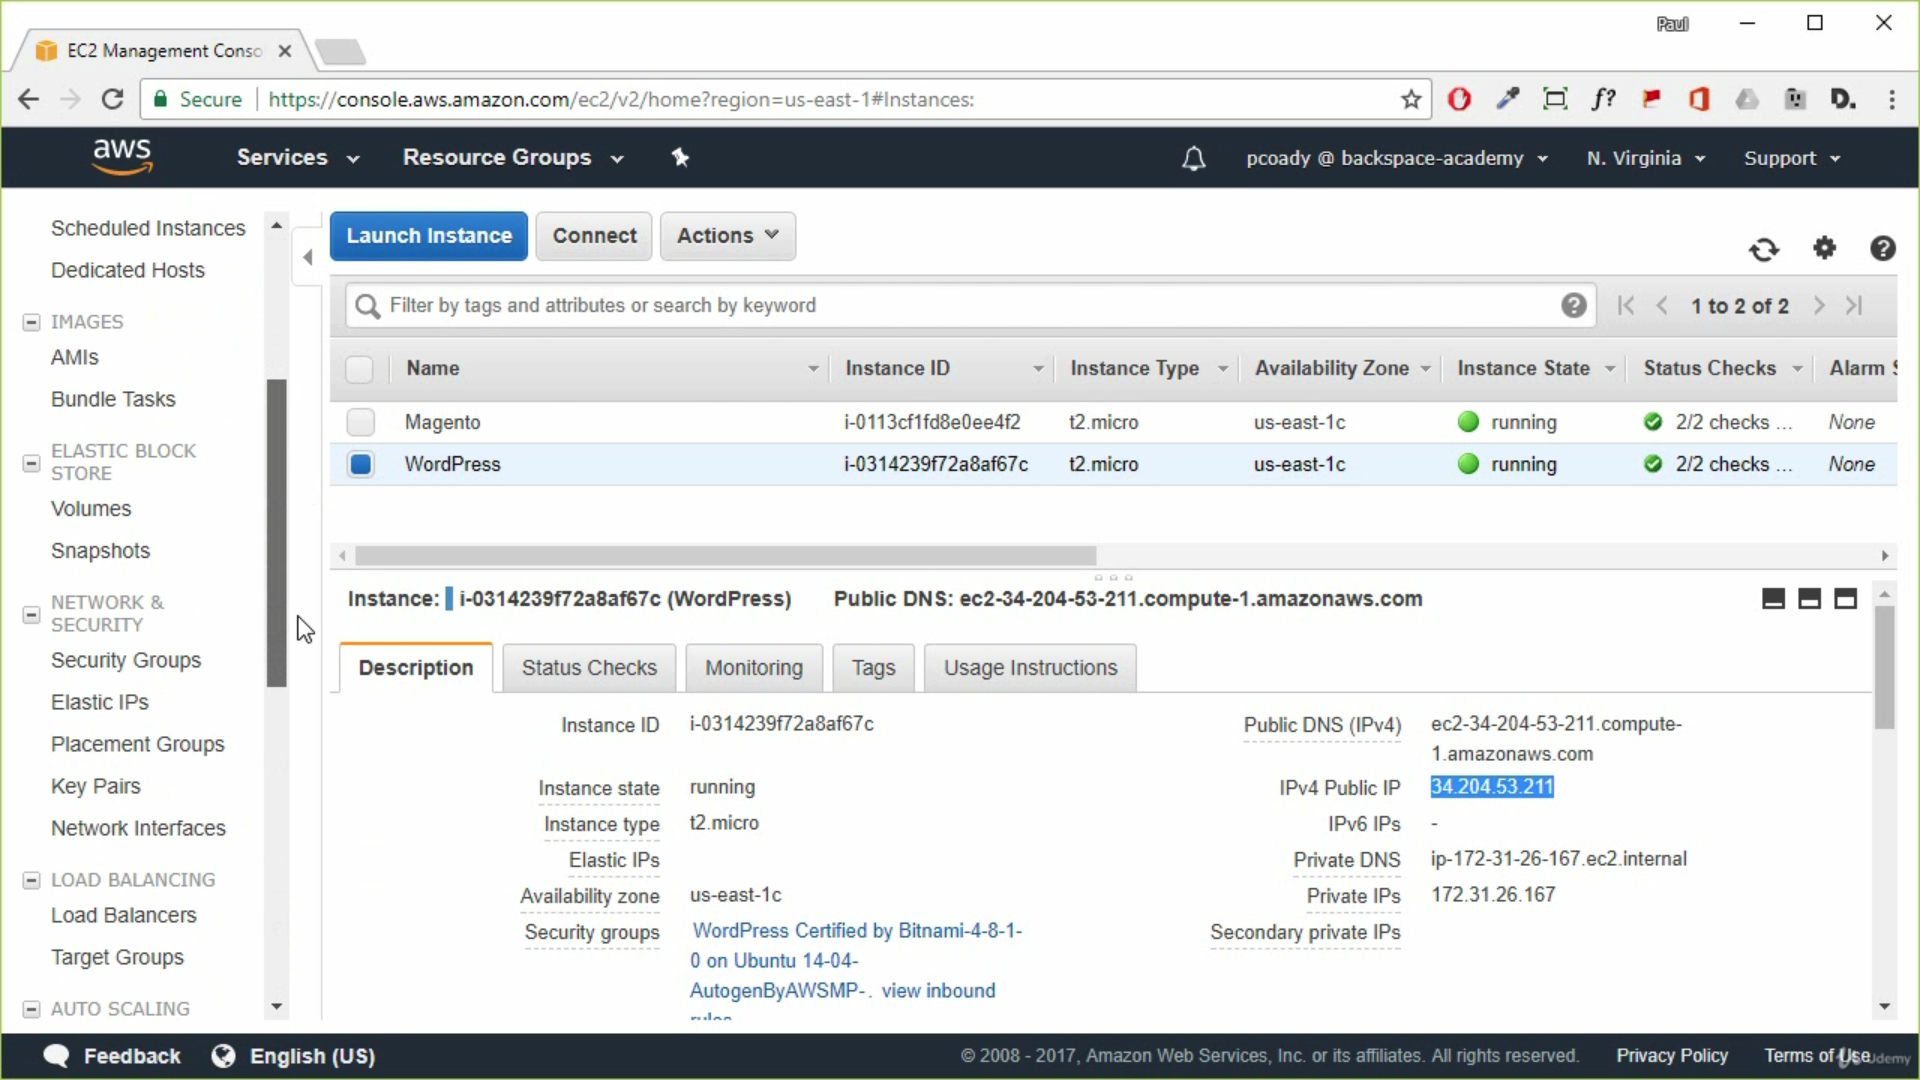 Paul
EC2 Management Conso
Secure
https://console.aws.amazon.com/ec2/v2/home?region=us-east-1#Instances:
f?
D.
aws
Services
Resource Groups
pcoady @ backspace-academy
N. Virginia
Support
Scheduled Instances
Dedicated Hosts
IMAGES
AMIs
Bundle Tasks
ELASTIC BLOCK
STORE
Volumes
Snapshots
NETWORK &
SECURITY
Security Groups
Elastic IPs
Placement Groups
Key Pairs
Network Interfaces
LOAD BALANCING
Load Balancers
Target Groups
AUTO SCALING
Launch Instance
Connect
Actions
Filter by tags and attributes or search by keyword
1 to 2 of 2
Name Instance ID Instance Type Availability Zone Instance State Status Checks Alarm S
Magento i-0113cf1fd8e0ee4f2 t2.micro us-east-1c running 2/2 checks ... None
WordPress i-0314239f72a8af67c t2.micro us-east-1c running 2/2 checks ... None
Instance: i-0314239f72a8af67c (WordPress) Public DNS: ec2-34-204-53-211.compute-1.amazonaws.com
Description
Status Checks
Monitoring
Tags
Usage Instructions
Instance ID i-0314239f72a8af67c
Instance state running
Instance type t2.micro
Elastic IPs
Availability zone us-east-1c
Security groups WordPress Certified by Bitnami-4-8-1-
0 on Ubuntu 14-04-
AutogenByAWSMP-. view inbound
rules
Public DNS (IPv4) ec2-34-204-53-211.compute-
1.amazonaws.com
IPv4 Public IP 34.204.53.211
IPv6 IPs -
Private DNS ip-172-31-26-167.ec2.internal
Private IPs 172.31.26.167
Secondary private IPs
Feedback
English (US)
© 2008 - 2017, Amazon Web Services, Inc. or its affiliates. All rights reserved.
Privacy Policy
Terms of Use
Udemy